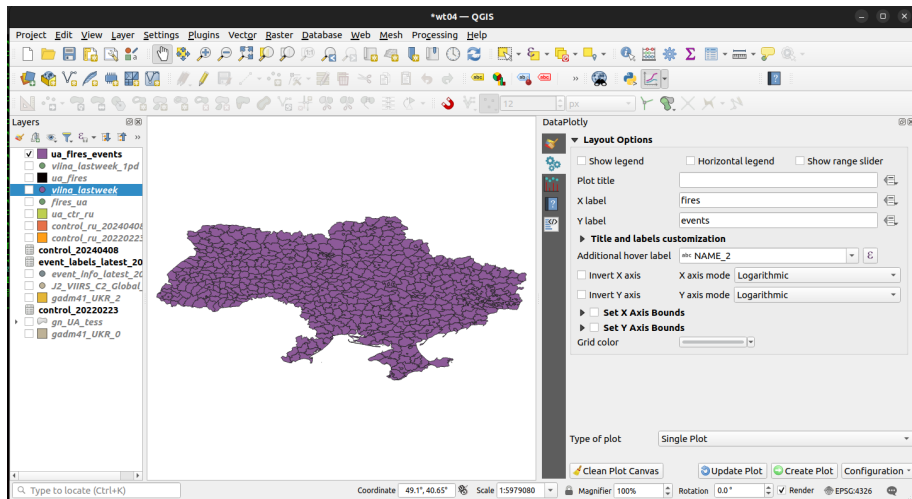 *wt04 — QGIS
Project Edit View Layer Settings Plugins Vector Raster Database Web Mesh Processing Help
12 px
Layers
ua_fires_events
vlina_lastweek_1pd
ua_fires
vlina_lastweek
fires_ua
ua_ctr_ru
control_ru_20240408
control_ru_20220223
control_20240408
event_labels_latest_20
event_info_latest_20
J2_VIIRS_C2_Global_
gadm41_UKR_2
control_20220223
gn_UA_tess
gadm41_UKR_0
DataPlotly
Layout Options
Show legend Horizontal legend Show range slider
Plot title
X label fires
Y label events
Title and labels customization
Additional hover label abc NAME_2 ε
Invert X axis X axis mode Logarithmic
Invert Y axis Y axis mode Logarithmic
Set X Axis Bounds
Set Y Axis Bounds
Grid color
Type of plot Single Plot
Clean Plot Canvas Update Plot Create Plot Configuration
Type to locate (Ctrl+K) Coordinate 49.1°, 40.65° Scale 1:5979080 Magnifier 100% Rotation 0.0° Render EPSG:4326